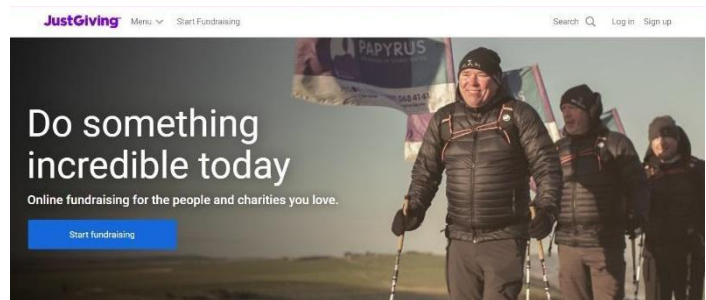 JustGiving Menu Start Fundraising Search Log in Sign up
PAPYRUS
Do something
incredible today
Online fundraising for the people and charities you love.
Start fundraising